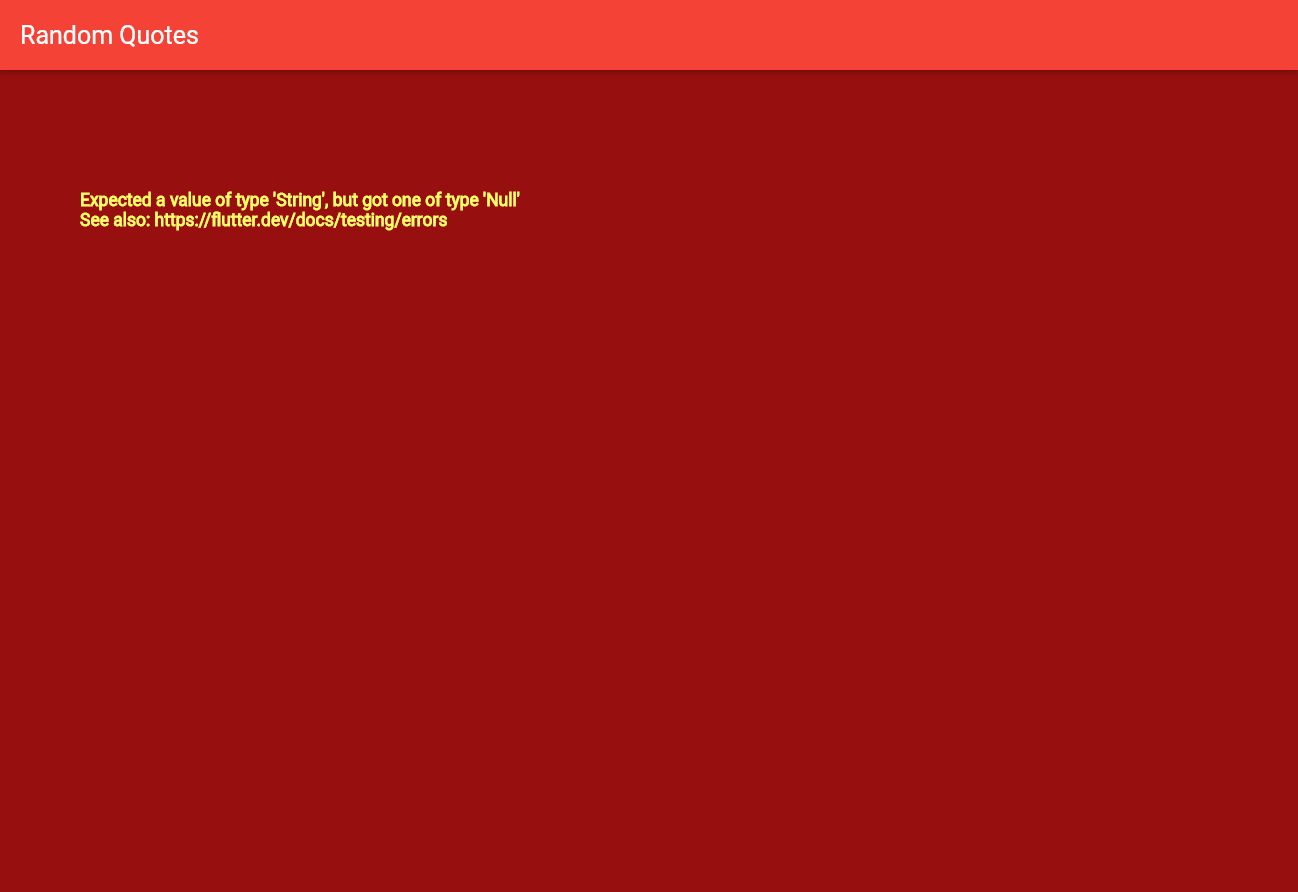 Random Quotes
Expected a value of type 'String', but got one of type 'Null'
See also: https://flutter.dev/docs/testing/errors